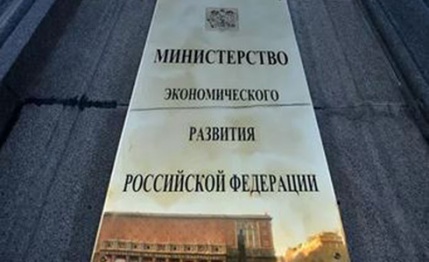 МИНИСТЕРСТВО
ЭКОНОМИЧЕСКОГО
РАЗВИТИЯ
РОССИЙСКОЙ ФЕДЕРАЦИИ